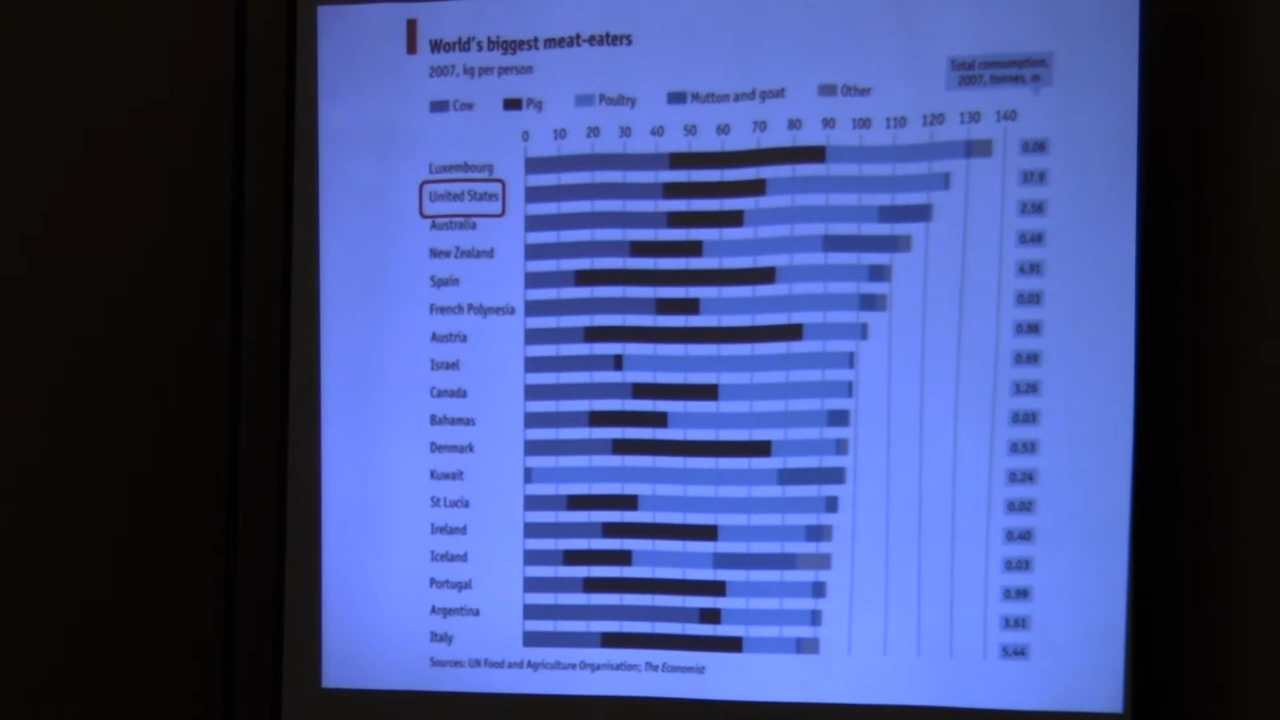 World's biggest meat-eaters
2007, kg per person
Total consumption,
2007, tonnes, m
Cow Pig Poultry Mutton and goat Other
0 10 20 30 40 50 60 70 80 90 100 110 120 130 140
Luxembourg 0.06
United States 37.9
Australia 2.56
New Zealand 0.49
Spain 4.91
French Polynesia 0.03
Austria 0.86
Israel 0.69
Canada 3.26
Bahamas 0.03
Denmark 0.53
Kuwait 0.24
St Lucia 0.02
Ireland 0.40
Iceland 0.03
Portugal 0.99
Argentina 3.61
Italy 5.44
Sources: UN Food and Agriculture Organisation; The Economist